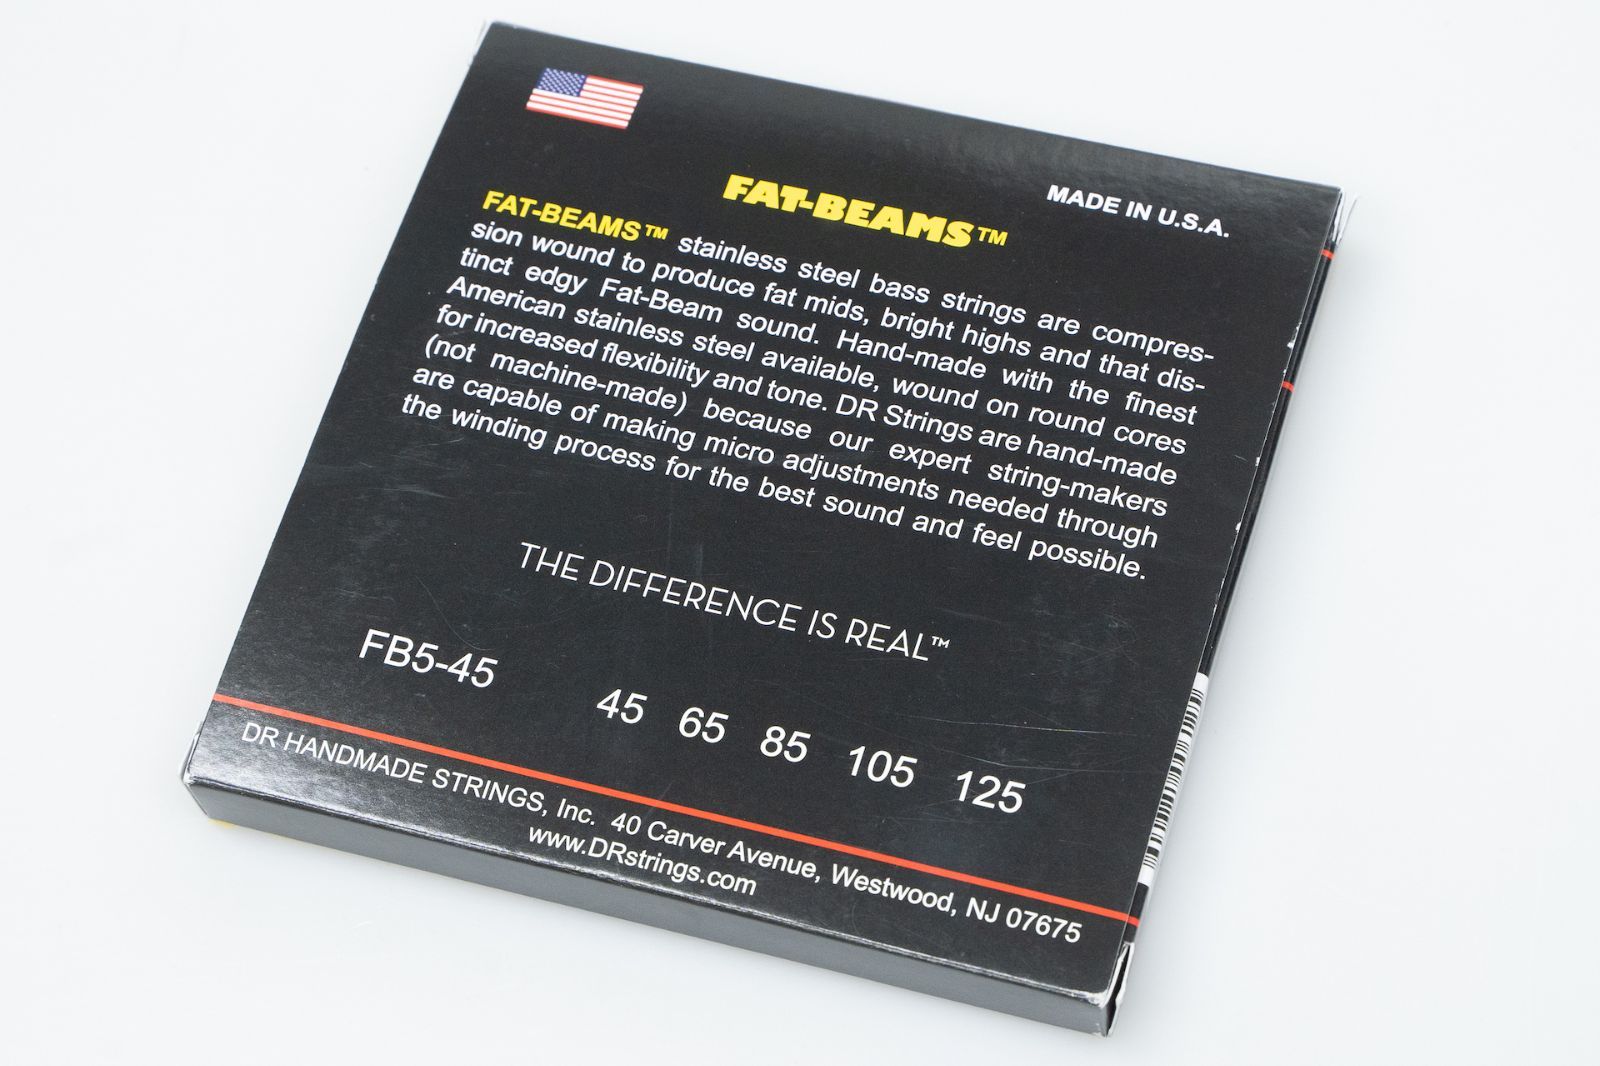 FAT-BEAMS™
MADE IN U.S.A.
FAT-BEAMS™ stainless steel bass strings are compres-
sion wound to produce fat mids, bright highs and that dis-
tinct edgy Fat-Beam sound. Hand-made with the finest
American stainless steel available, wound on round cores
for increased flexibility and tone. DR Strings are hand-made
(not machine-made) because our expert string-makers
are capable of making micro adjustments needed through
the winding process for the best sound and feel possible.
THE DIFFERENCE IS REAL™
FB5-45 45 65 85 105 125
DR HANDMADE STRINGS, Inc. 40 Carver Avenue, Westwood, NJ 07675
www.DRstrings.com